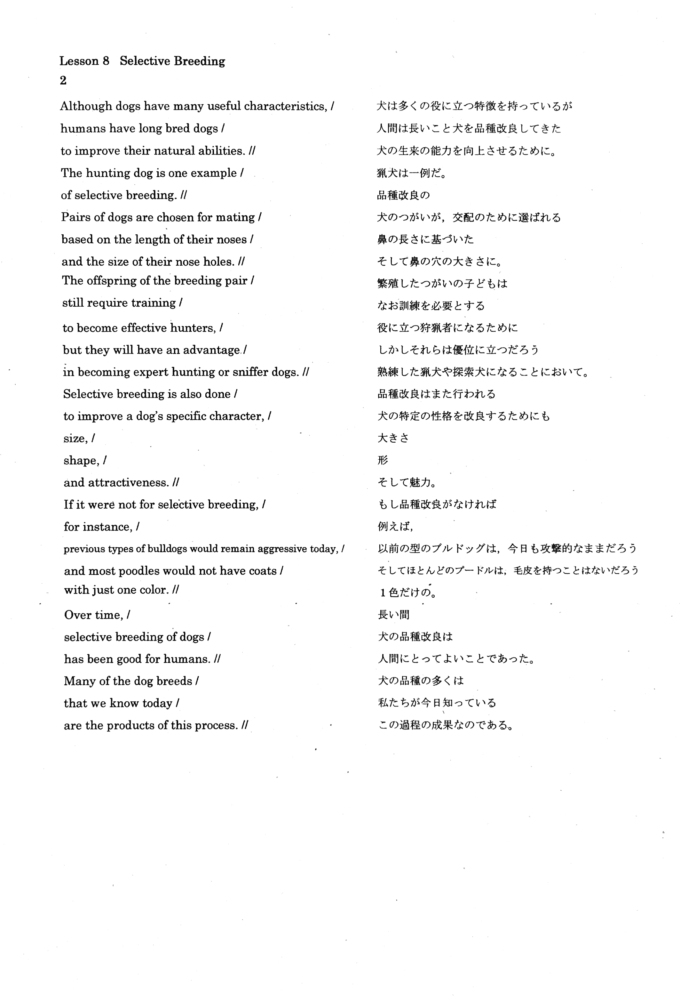 Lesson 8 Selective Breeding
2
Although dogs have many useful characteristics, / 犬は多くの役に立つ特徴を持っているが
humans have long bred dogs / 人間は長いこと犬を品種改良してきた
to improve their natural abilities. // 犬の生来の能力を向上させるために。
The hunting dog is one example / 猟犬は一例だ。
of selective breeding. // 品種改良の
Pairs of dogs are chosen for mating / 犬のつがいが，交配のために選ばれる
based on the length of their noses / 鼻の長さに基づいた
and the size of their nose holes. // そして鼻の穴の大きさに。
The offspring of the breeding pair / 繁殖したつがいの子どもは
still require training / なお訓練を必要とする
to become effective hunters, / 役に立つ狩猟者になるために
but they will have an advantage / しかしそれらは優位に立つだろう
in becoming expert hunting or sniffer dogs. // 熟練した猟犬や探索犬になることにおいて。
Selective breeding is also done / 品種改良はまた行われる
to improve a dog's specific character, / 犬の特定の性格を改良するためにも
size, / 大きさ
shape, / 形
and attractiveness. // そして魅力。
If it were not for selective breeding, / もし品種改良がなければ
for instance, / 例えば，
previous types of bulldogs would remain aggressive today, / 以前の型のブルドッグは，今日も攻撃的なままだろう
and most poodles would not have coats / そしてほとんどのプードルは，毛皮を持つことはないだろう
with just one color. // 1色だけの。
Over time, / 長い間
selective breeding of dogs / 犬の品種改良は
has been good for humans. // 人間にとってよいことであった。
Many of the dog breeds / 犬の品種の多くは
that we know today / 私たちが今日知っている
are the products of this process. // この過程の成果なのである。